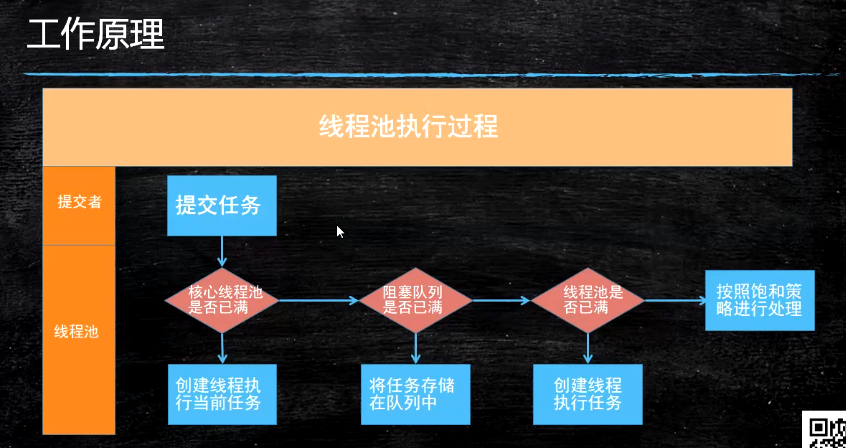 工作原理
线程池执行过程
提交者
提交任务
核心线程池
是否已满
阻塞队列
是否已满
线程池是
否已满
按照饱和策
略进行处理
线程池
创建线程执
行当前任务
将任务存储
在队列中
创建线程
执行任务